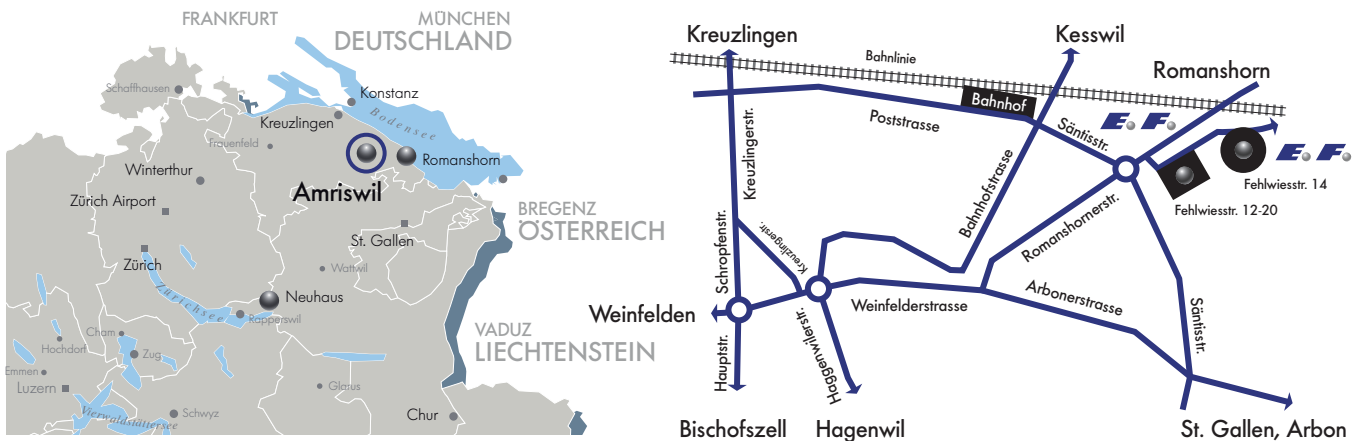 FRANKFURT
MÜNCHEN
DEUTSCHLAND
Schaffhausen
Konstanz
Bodensee
Kreuzlingen
Frauenfeld
Romanshorn
Winterthur
Amriswil
Zürich Airport
BREGENZ
ÖSTERREICH
St. Gallen
Zürich
Wattwil
Zürichsee
Neuhaus
Rapperswil
Cham
Hochdorf
Zug
VADUZ
LIECHTENSTEIN
Emmen
Luzern
Glarus
Schwyz
Vierwaldstättersee
Chur
Kreuzlingen
Kesswil
Bahnlinie
Romanshorn
Bahnhof
Poststrasse
Säntisstr.
E. F.
E. F.
Kreuzlingerstr.
Bahnhofstrasse
Fehlwiesstr. 14
Fehlwiesstr. 12-20
Romanshornerstr.
Kreuzlingerstr.
Schropfenstr.
Weinfelden
Weinfelderstrasse
Arbonerstrasse
Säntisstr.
Hauptstr.
Haggenwilerstr.
Bischofszell
Hagenwil
St. Gallen, Arbon